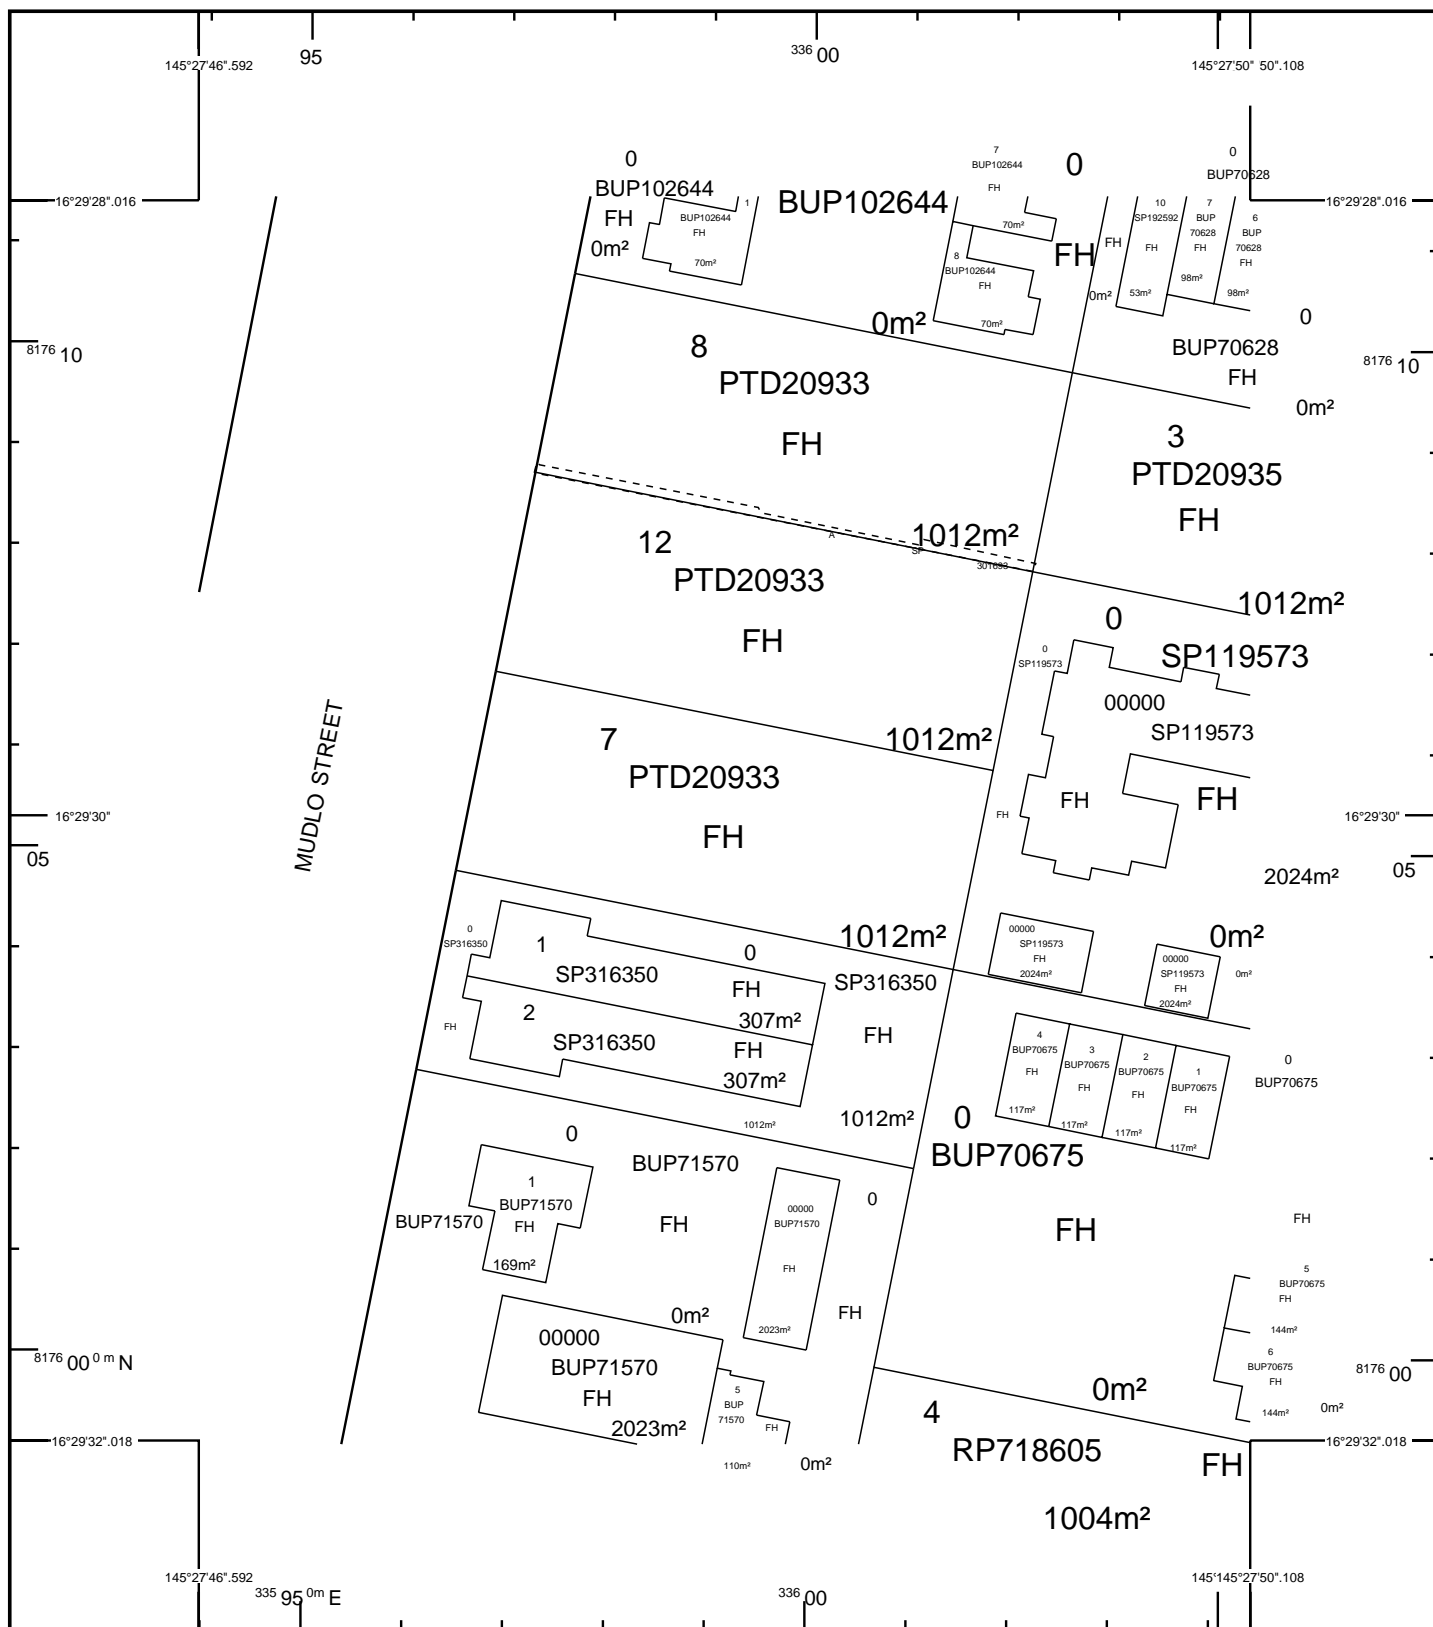 95
336 00
145°27'46".592
145°27'50" 50".108
16°29'28".016
16°29'28".016
0
BUP102644
FH
0m²
1
BUP102644
FH
70m²
BUP102644
0
FH
0m²
7
BUP102644
FH
70m²
8
BUP102644
FH
70m²
FH
0m²
10
SP192592
FH
53m²
7
BUP
70628
FH
98m²
6
BUP
70628
FH
98m²
0
BUP70628
0
BUP70628
FH
0m²
8176 10
8176 10
8
PTD20933
FH
1012m²
3
PTD20935
FH
1012m²
A
SP
301693
12
PTD20933
FH
1012m²
0
SP119573
FH
0
SP119573
FH
0m²
00000
SP119573
FH
2024m²
MUDLO STREET
7
PTD20933
FH
1012m²
16°29'30"
16°29'30"
05
05
00000
SP119573
FH
2024m²
00000
SP119573
FH
2024m²
0m²
0
SP316350
FH
1
SP316350
FH
307m²
2
SP316350
FH
307m²
0
SP316350
FH
1012m²
1012m²
4
BUP70675
FH
117m²
3
BUP70675
FH
117m²
2
BUP70675
FH
117m²
1
BUP70675
FH
117m²
0
BUP70675
0
BUP70675
FH
0m²
FH
0
BUP71570
FH
0m²
BUP71570
1
BUP71570
FH
169m²
00000
BUP71570
FH
2023m²
0
FH
0m²
00000
BUP71570
FH
2023m²
5
BUP
71570
FH
110m²
5
BUP70675
FH
144m²
6
BUP70675
FH
144m²
0m²
8176 00 0 m N
8176 00
4
RP718605
FH
1004m²
16°29'32".018
16°29'32".018
145°27'46".592
145°145°27'50".108
335 95 0m E
336 00